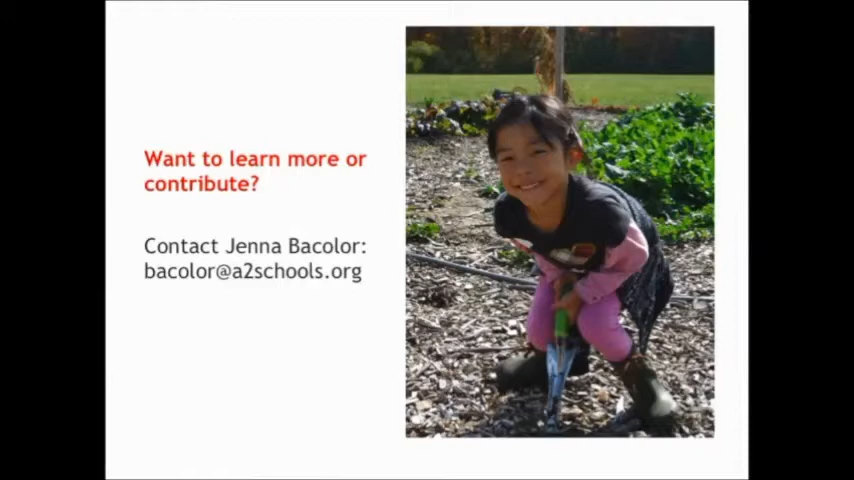 Want to learn more or
contribute?
Contact Jenna Bacolor:
bacolor@a2schools.org